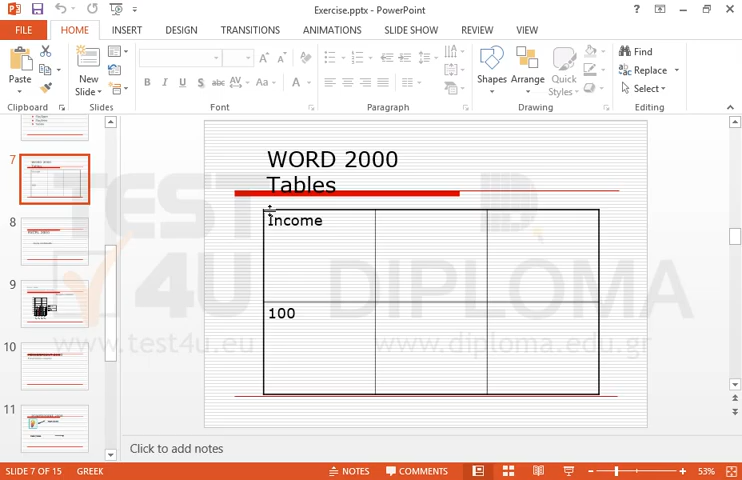 Exercise.pptx - PowerPoint
FILE HOME INSERT DESIGN TRANSITIONS ANIMATIONS SLIDE SHOW REVIEW VIEW
Paste
New Slide
Shapes
Arrange
Quick Styles
Find
Replace
Select
Clipboard Slides Font Paragraph Drawing Editing
7
8
9
10
11
WORD 2000
Tables
Income
100
TEST4U
DIPLOMA
www.test4u.eu
www.diploma.edu.gr
Click to add notes
SLIDE 7 OF 15 GREEK NOTES COMMENTS 53%